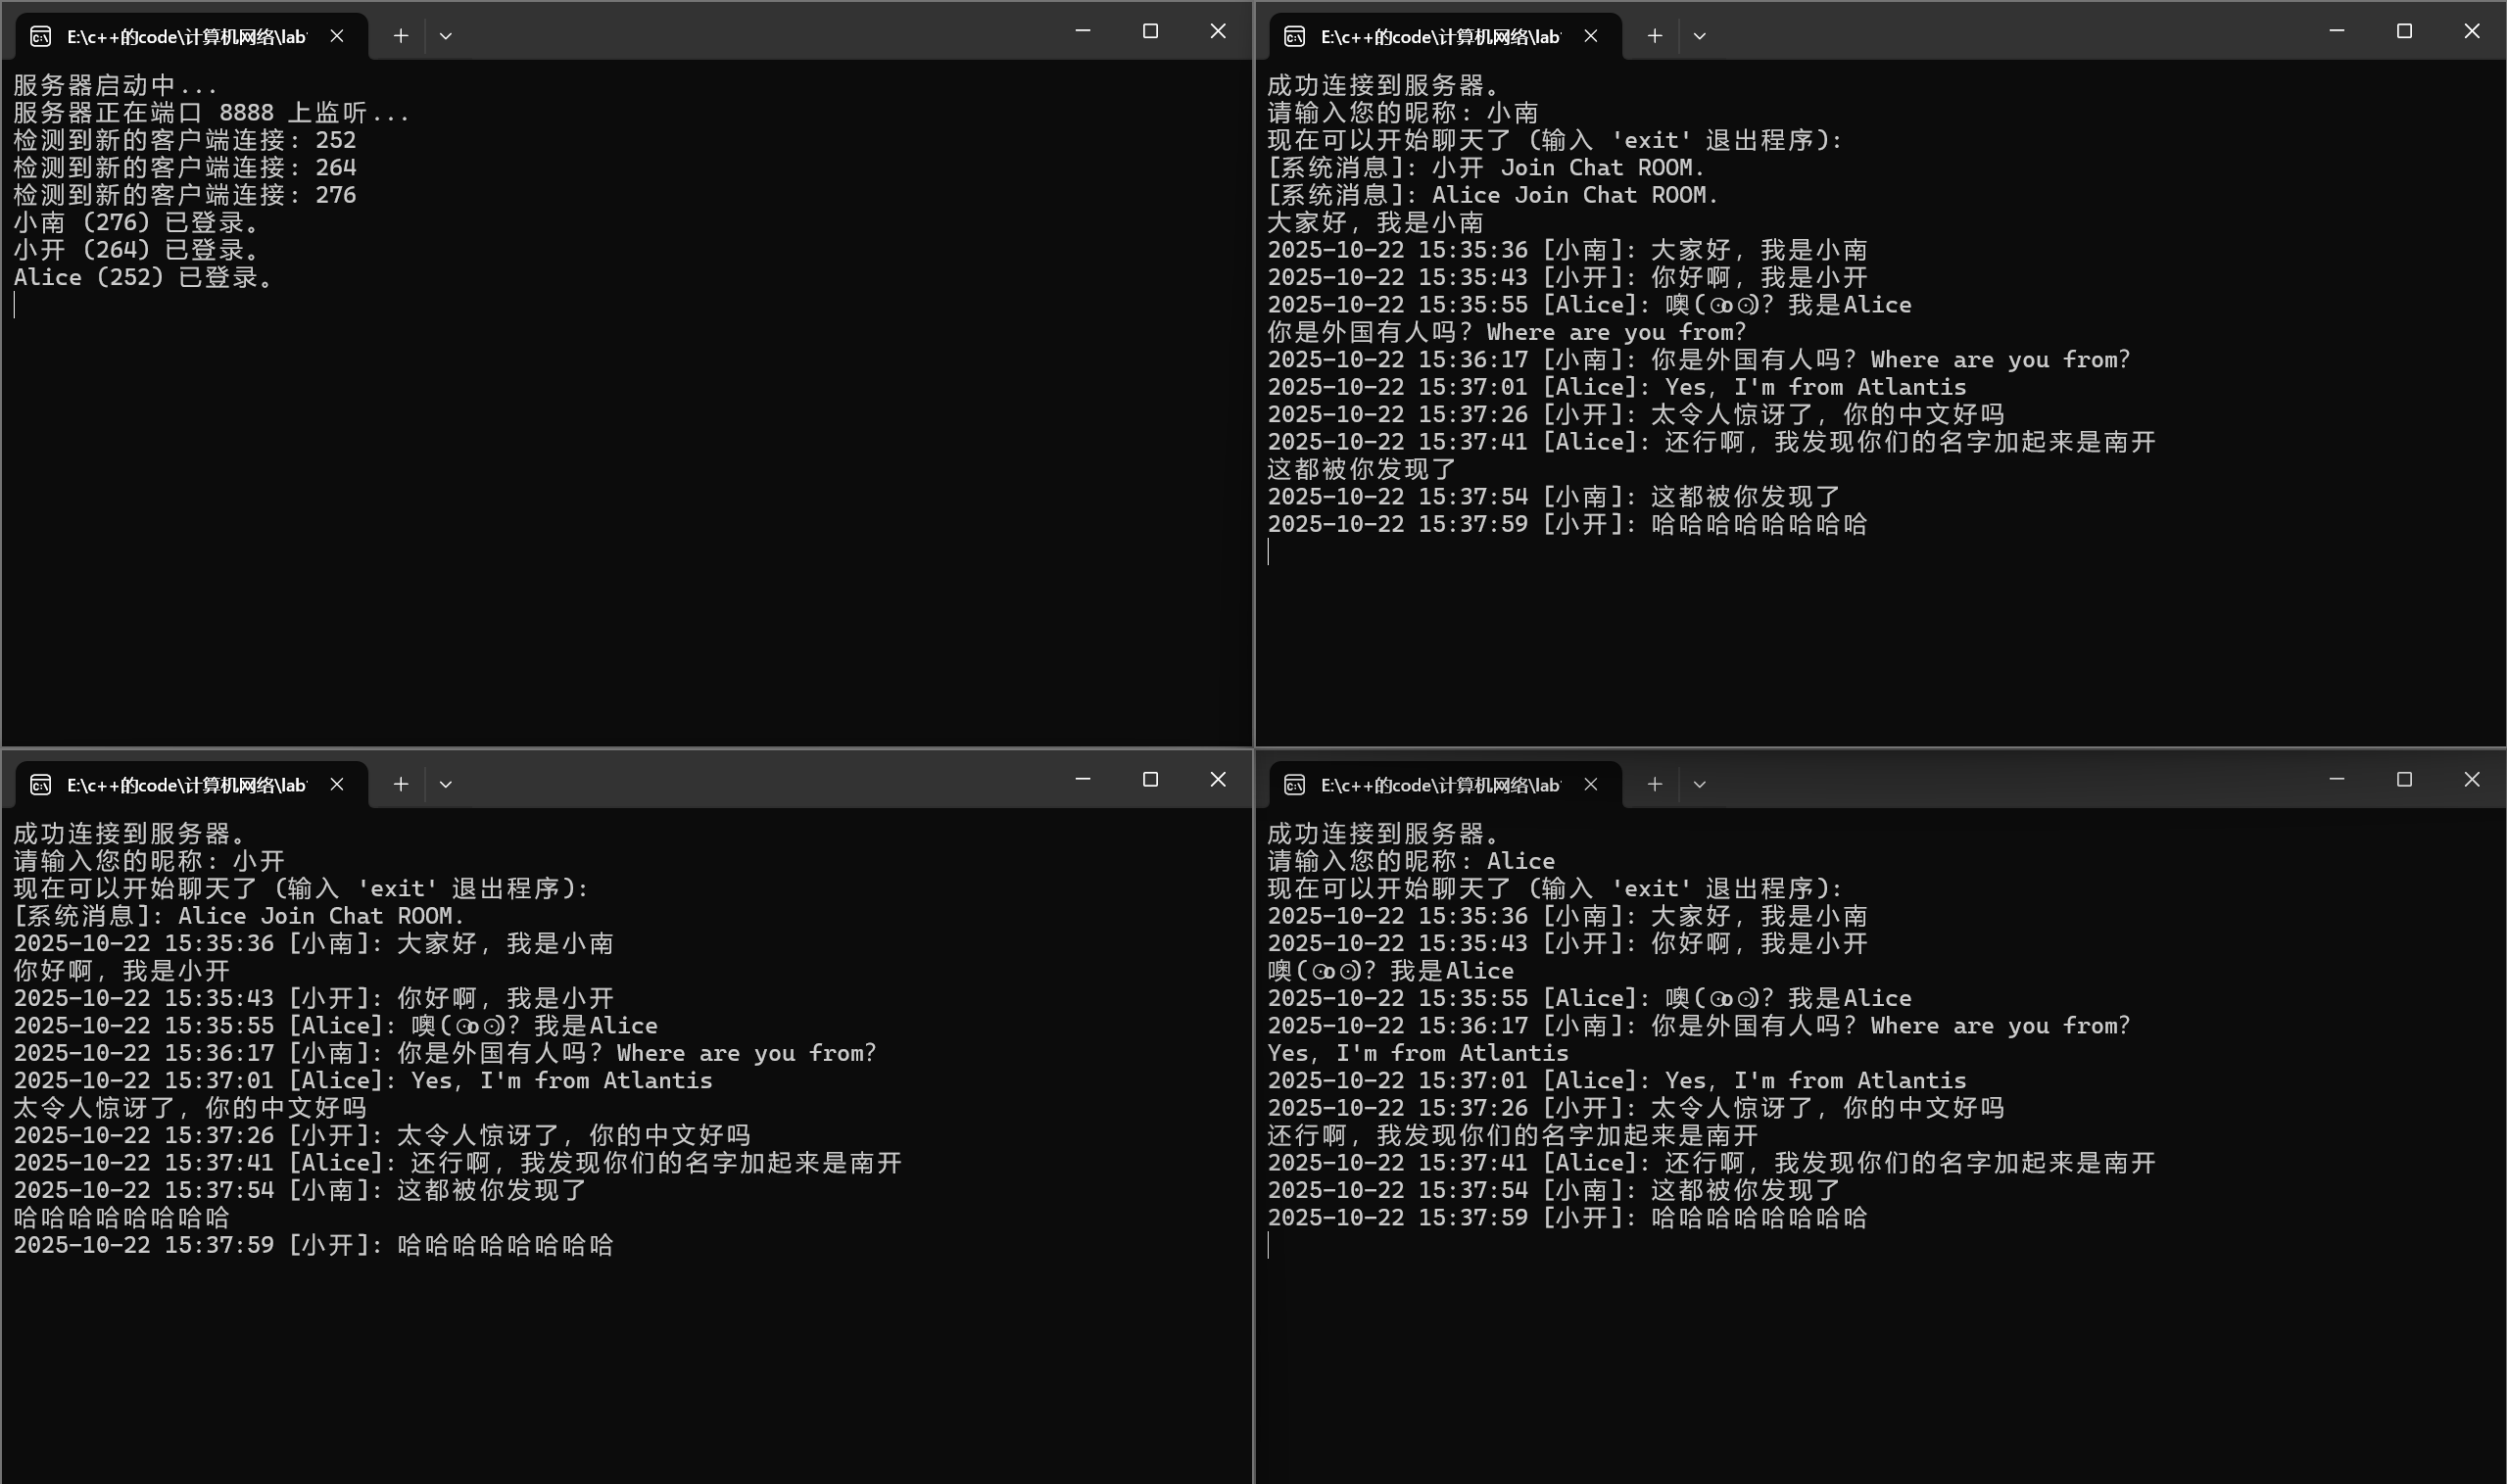 E:\c++的code\计算机网络\lab
服务器启动中...
服务器正在端口 8888 上监听...
检测到新的客户端连接: 252
检测到新的客户端连接: 264
检测到新的客户端连接: 276
小南 (276) 已登录。
小开 (264) 已登录。
Alice (252) 已登录。
E:\c++的code\计算机网络\lab
成功连接到服务器。
请输入您的昵称: 小南
现在可以开始聊天了 (输入 'exit' 退出程序):
[系统消息]: 小开 Join Chat ROOM.
[系统消息]: Alice Join Chat ROOM.
大家好，我是小南
2025-10-22 15:35:36 [小南]: 大家好，我是小南
2025-10-22 15:35:43 [小开]: 你好啊，我是小开
2025-10-22 15:35:55 [Alice]: 噢(⊙o⊙)？我是Alice
你是外国有人吗？Where are you from?
2025-10-22 15:36:17 [小南]: 你是外国有人吗？Where are you from?
2025-10-22 15:37:01 [Alice]: Yes, I'm from Atlantis
2025-10-22 15:37:26 [小开]: 太令人惊讶了，你的中文好吗
2025-10-22 15:37:41 [Alice]: 还行啊，我发现你们的名字加起来是南开
这都被你发现了
2025-10-22 15:37:54 [小南]: 这都被你发现了
2025-10-22 15:37:59 [小开]: 哈哈哈哈哈哈哈哈
E:\c++的code\计算机网络\lab
成功连接到服务器。
请输入您的昵称: 小开
现在可以开始聊天了 (输入 'exit' 退出程序):
[系统消息]: Alice Join Chat ROOM.
2025-10-22 15:35:36 [小南]: 大家好，我是小南
你好啊，我是小开
2025-10-22 15:35:43 [小开]: 你好啊，我是小开
2025-10-22 15:35:55 [Alice]: 噢(⊙o⊙)？我是Alice
2025-10-22 15:36:17 [小南]: 你是外国有人吗？Where are you from?
2025-10-22 15:37:01 [Alice]: Yes, I'm from Atlantis
太令人惊讶了，你的中文好吗
2025-10-22 15:37:26 [小开]: 太令人惊讶了，你的中文好吗
2025-10-22 15:37:41 [Alice]: 还行啊，我发现你们的名字加起来是南开
2025-10-22 15:37:54 [小南]: 这都被你发现了
哈哈哈哈哈哈哈哈
2025-10-22 15:37:59 [小开]: 哈哈哈哈哈哈哈哈
E:\c++的code\计算机网络\lab
成功连接到服务器。
请输入您的昵称: Alice
现在可以开始聊天了 (输入 'exit' 退出程序):
2025-10-22 15:35:36 [小南]: 大家好，我是小南
2025-10-22 15:35:43 [小开]: 你好啊，我是小开
噢(⊙o⊙)？我是Alice
2025-10-22 15:35:55 [Alice]: 噢(⊙o⊙)？我是Alice
2025-10-22 15:36:17 [小南]: 你是外国有人吗？Where are you from?
Yes, I'm from Atlantis
2025-10-22 15:37:01 [Alice]: Yes, I'm from Atlantis
2025-10-22 15:37:26 [小开]: 太令人惊讶了，你的中文好吗
还行啊，我发现你们的名字加起来是南开
2025-10-22 15:37:41 [Alice]: 还行啊，我发现你们的名字加起来是南开
2025-10-22 15:37:54 [小南]: 这都被你发现了
2025-10-22 15:37:59 [小开]: 哈哈哈哈哈哈哈哈